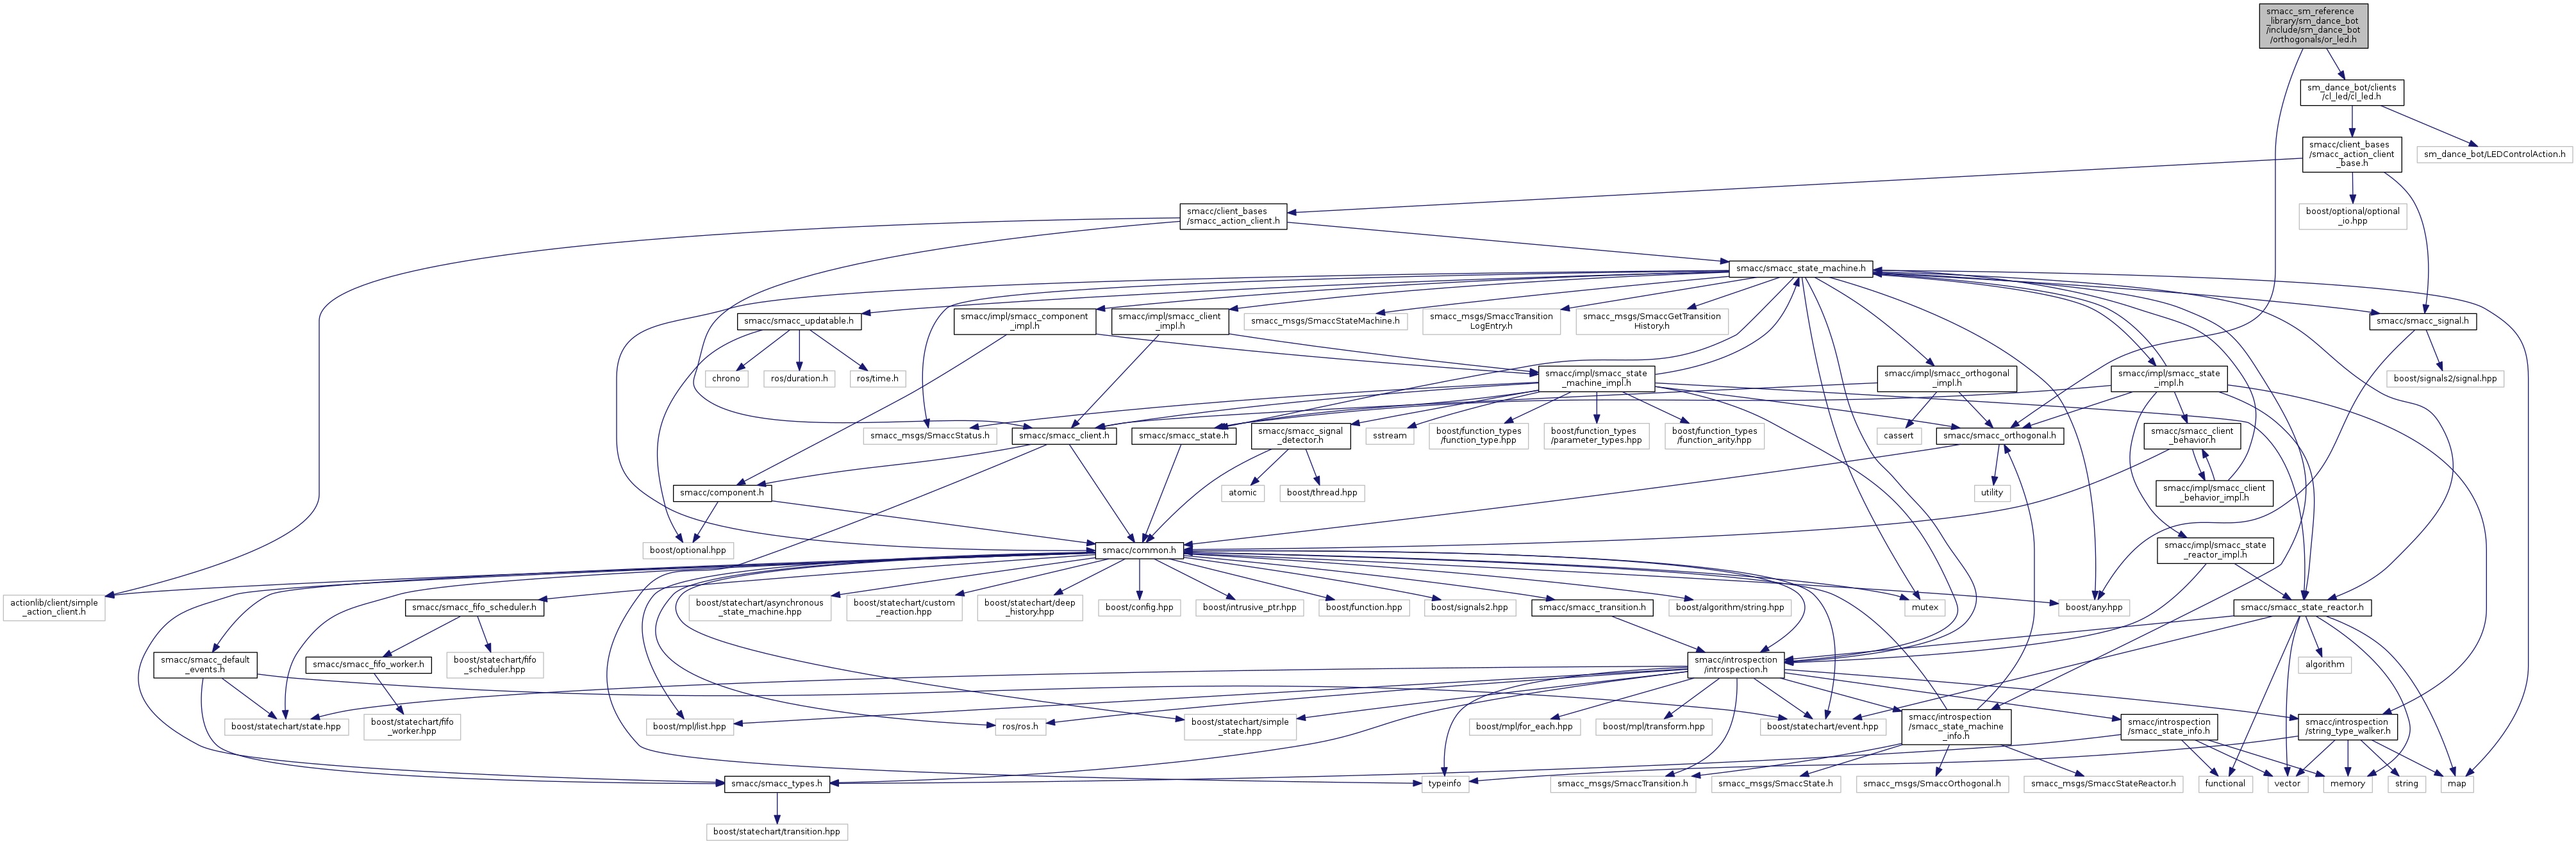 smacc_sm_reference
_library/sm_dance_bot
/include/sm_dance_bot
/orthogonals/or_led.h
sm_dance_bot/clients
/cl_led/cl_led.h
smacc/client_bases
/smacc_action_client
_base.h
sm_dance_bot/LEDControlAction.h
smacc/client_bases
/smacc_action_client.h
boost/optional/optional
_io.hpp
smacc/smacc_state_machine.h
smacc/smacc_updatable.h
smacc/impl/smacc_component
_impl.h
smacc/impl/smacc_client
_impl.h
smacc_msgs/SmaccStateMachine.h
smacc_msgs/SmaccTransition
LogEntry.h
smacc_msgs/SmaccGetTransition
History.h
smacc/smacc_signal.h
chrono
ros/duration.h
ros/time.h
smacc/impl/smacc_state
_machine_impl.h
smacc/impl/smacc_orthogonal
_impl.h
smacc/impl/smacc_state
_impl.h
boost/signals2/signal.hpp
smacc_msgs/SmaccStatus.h
smacc/smacc_client.h
smacc/smacc_state.h
smacc/smacc_signal
_detector.h
sstream
boost/function_types
/function_type.hpp
boost/function_types
/parameter_types.hpp
boost/function_types
/function_arity.hpp
cassert
smacc/smacc_orthogonal.h
smacc/smacc_client
_behavior.h
smacc/component.h
atomic
boost/thread.hpp
utility
smacc/impl/smacc_client
_behavior_impl.h
boost/optional.hpp
smacc/common.h
smacc/impl/smacc_state
_reactor_impl.h
actionlib/client/simple
_action_client.h
smacc/smacc_fifo_scheduler.h
boost/statechart/asynchronous
_state_machine.hpp
boost/statechart/custom
_reaction.hpp
boost/statechart/deep
_history.hpp
boost/config.hpp
boost/intrusive_ptr.hpp
boost/function.hpp
boost/signals2.hpp
smacc/smacc_transition.h
boost/algorithm/string.hpp
mutex
boost/any.hpp
smacc/smacc_state_reactor.h
smacc/smacc_default
_events.h
smacc/smacc_fifo_worker.h
boost/statechart/fifo
_scheduler.hpp
smacc/introspection
/introspection.h
algorithm
boost/statechart/state.hpp
boost/statechart/fifo
_worker.hpp
boost/mpl/list.hpp
ros/ros.h
boost/statechart/simple
_state.hpp
boost/mpl/for_each.hpp
boost/mpl/transform.hpp
boost/statechart/event.hpp
smacc/introspection
/smacc_state_machine
_info.h
smacc/introspection
/smacc_state_info.h
smacc/introspection
/string_type_walker.h
smacc/smacc_types.h
typeinfo
smacc_msgs/SmaccTransition.h
smacc_msgs/SmaccState.h
smacc_msgs/SmaccOrthogonal.h
smacc_msgs/SmaccStateReactor.h
functional
vector
memory
string
map
boost/statechart/transition.hpp